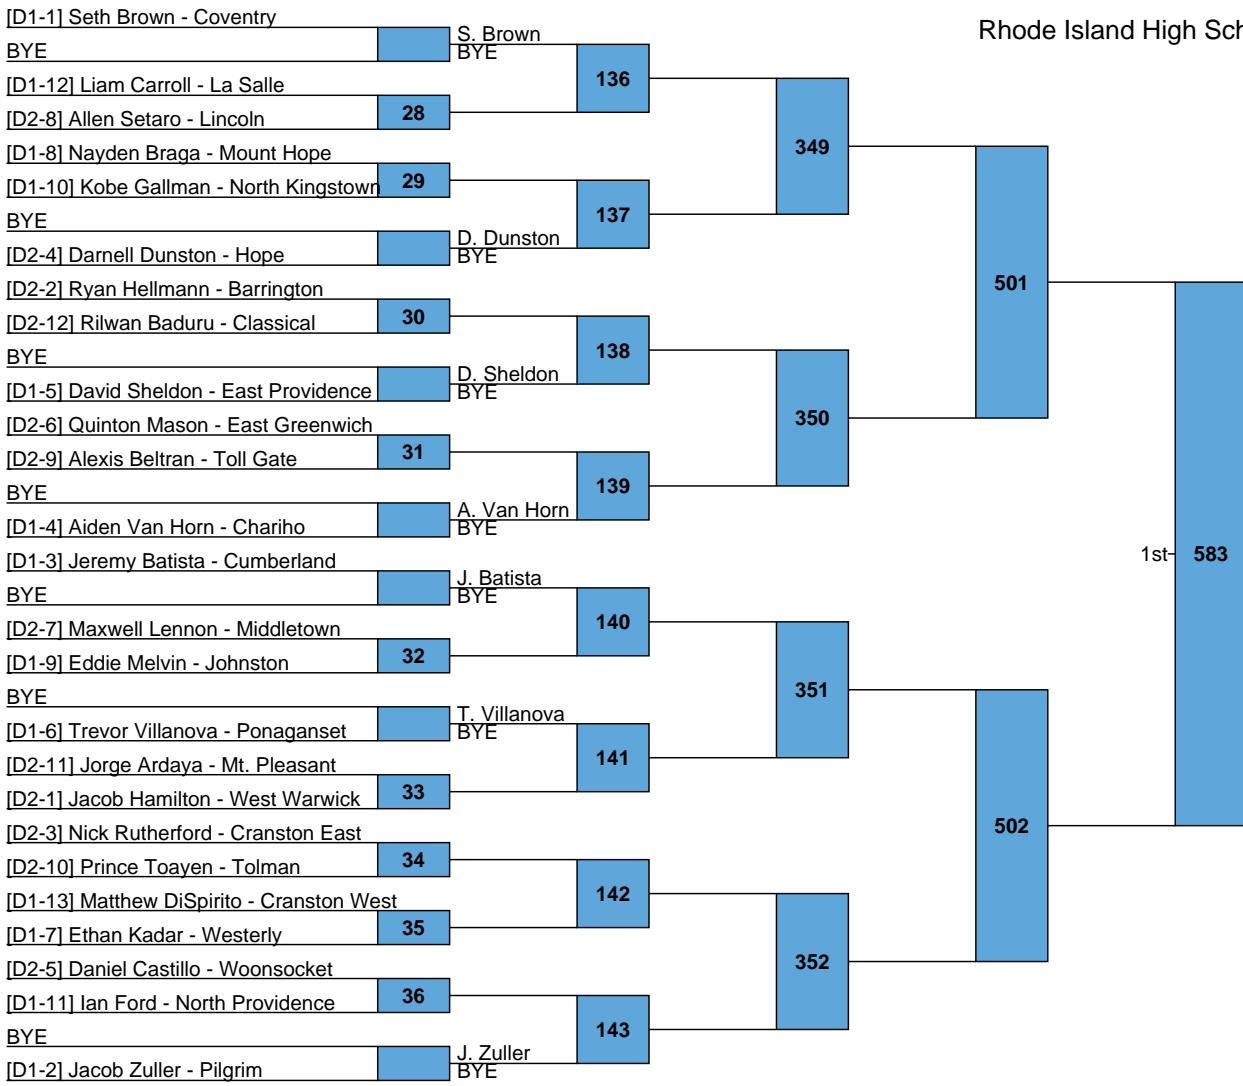 [D1-1] Seth Brown - Coventry
BYE
[D1-12] Liam Carroll - La Salle
[D2-8] Allen Setaro - Lincoln
[D1-8] Nayden Braga - Mount Hope
[D1-10] Kobe Gallman - North Kingstown
BYE
[D2-4] Darnell Dunston - Hope
[D2-2] Ryan Hellmann - Barrington
[D2-12] Rilwan Baduru - Classical
BYE
[D1-5] David Sheldon - East Providence
[D2-6] Quinton Mason - East Greenwich
[D2-9] Alexis Beltran - Toll Gate
BYE
[D1-4] Aiden Van Horn - Chariho
[D1-3] Jeremy Batista - Cumberland
BYE
[D2-7] Maxwell Lennon - Middletown
[D1-9] Eddie Melvin - Johnston
BYE
[D1-6] Trevor Villanova - Ponaganset
[D2-11] Jorge Ardaya - Mt. Pleasant
[D2-1] Jacob Hamilton - West Warwick
[D2-3] Nick Rutherford - Cranston East
[D2-10] Prince Toayen - Tolman
[D1-13] Matthew DiSpirito - Cranston West
[D1-7] Ethan Kadar - Westerly
[D2-5] Daniel Castillo - Woonsocket
[D1-11] Ian Ford - North Providence
BYE
[D1-2] Jacob Zuller - Pilgrim
28
29
30
31
32
33
34
35
36
S. Brown
BYE
D. Dunston
BYE
D. Sheldon
BYE
A. Van Horn
BYE
J. Batista
BYE
T. Villanova
BYE
J. Zuller
BYE
136
137
138
139
140
141
142
143
349
350
351
352
501
502
Rhode Island High Sch
1st
583